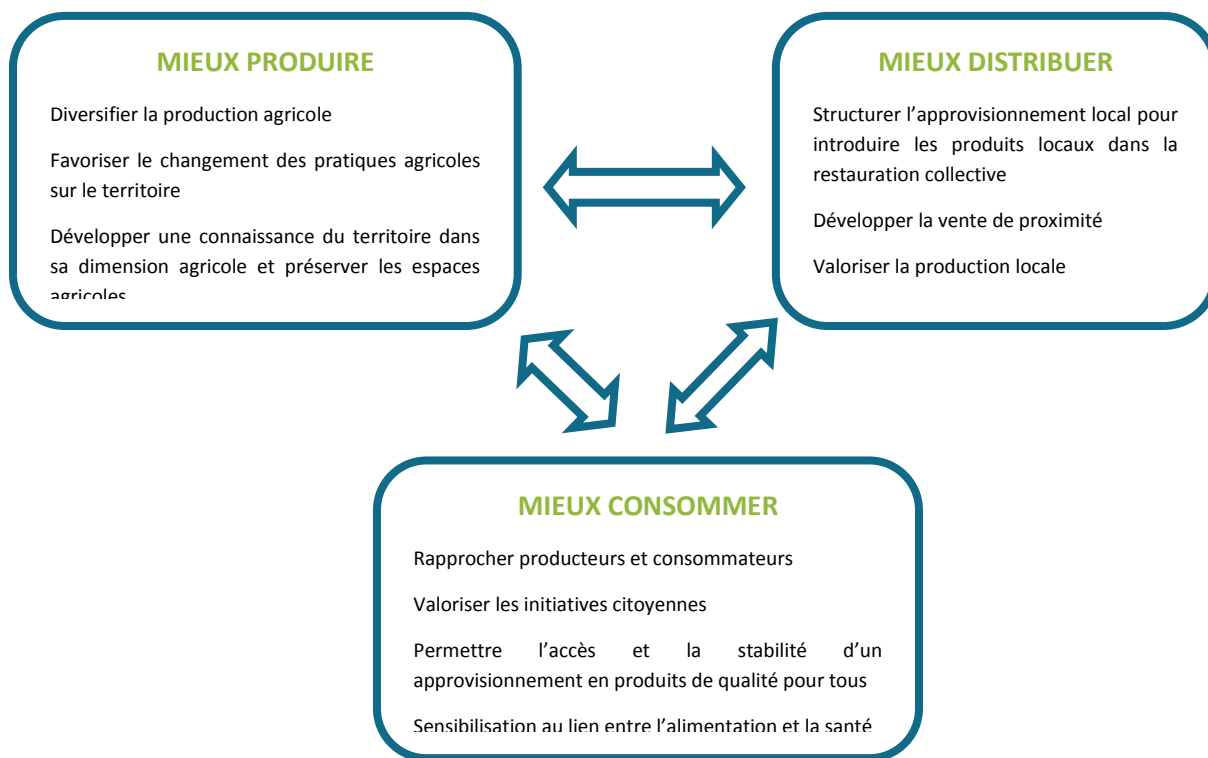 MIEUX PRODUIRE
Diversifier la production agricole
Favoriser le changement des pratiques agricoles
sur le territoire
Développer une connaissance du territoire dans
sa dimension agricole et préserver les espaces
agricoles
MIEUX DISTRIBUER
Structurer l’approvisionnement local pour
introduire les produits locaux dans la
restauration collective
Développer la vente de proximité
Valoriser la production locale
MIEUX CONSOMMER
Rapprocher producteurs et consommateurs
Valoriser les initiatives citoyennes
Permettre l’accès et la stabilité d’un
approvisionnement en produits de qualité pour tous
Sensibilisation au lien entre l’alimentation et la santé